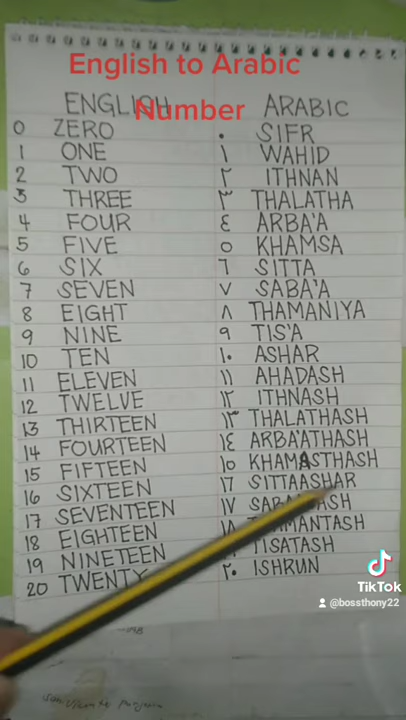 English to Arabic
Number
ENGLISH ARABIC
0 ZERO ٠ SIFR
1 ONE ١ WAHID
2 TWO ٢ ITHNAN
3 THREE ٣ THALATHA
4 FOUR ٤ ARBA'A
5 FIVE ٥ KHAMSA
6 SIX ٦ SITTA
7 SEVEN ٧ SABA'A
8 EIGHT ٨ THAMANIYA
9 NINE ٩ TIS'A
10 TEN ١٠ ASHAR
11 ELEVEN ١١ AHADASH
12 TWELVE ١٢ ITHNASH
13 THIRTEEN ١٣ THALATHASH
14 FOURTEEN ١٤ ARBA'ATHASH
15 FIFTEEN ١٥ KHAMASTHASH
16 SIXTEEN ١٦ SITTAASHAR
17 SEVENTEEN ١٧
18 EIGHTEEN ١٨
19 NINETEEN TISATASH
20 TWENTY ٢٠ ISHRUN
TikTok
@bossthony22